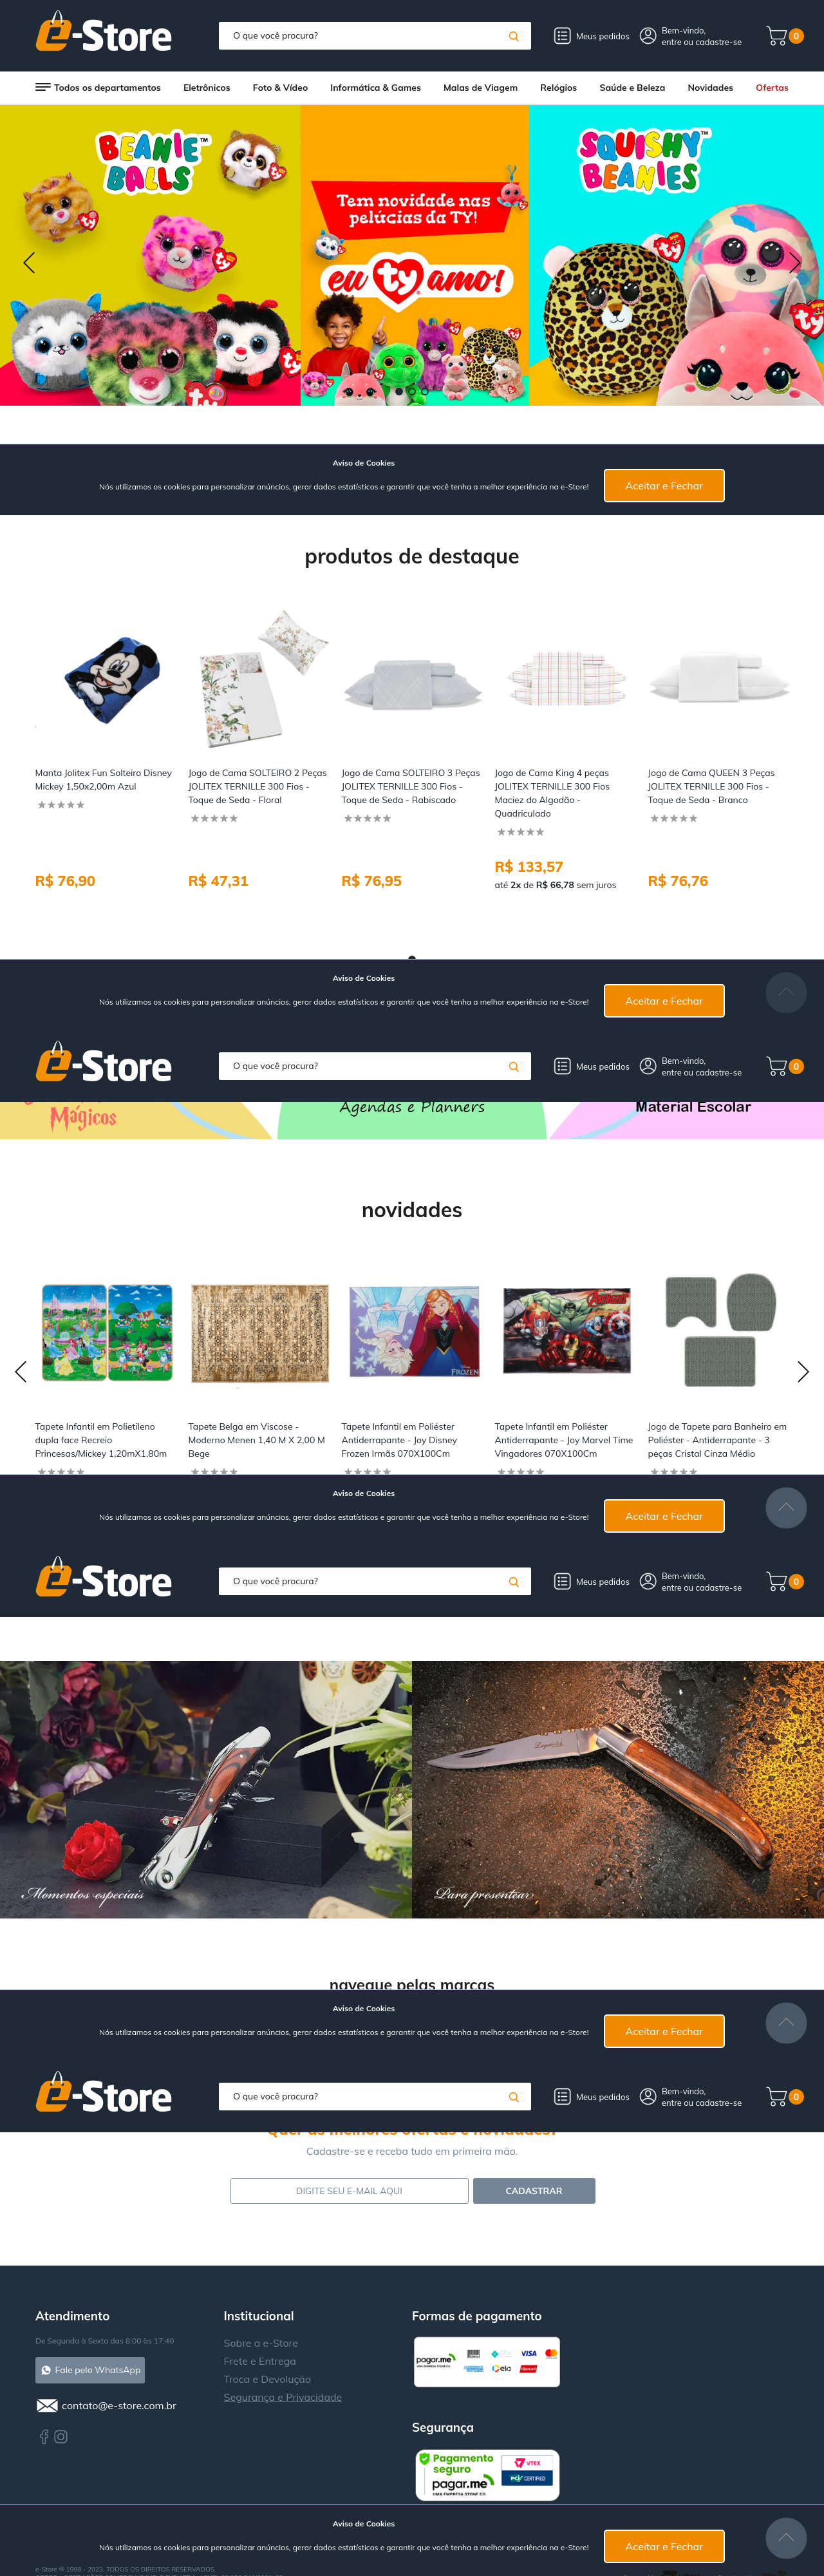 e-Store
O que você procura?
Meus pedidos
Bem-vindo,
entre ou cadastre-se
0
Todos os departamentos
Eletrônicos
Foto & Vídeo
Informática & Games
Malas de Viagem
Relógios
Saúde e Beleza
Novidades
Ofertas
BEANIE
BALLS™
Tem novidade nas
pelúcias da TY!
eu ty amo!
SQUISHY™
BEANIES
Aviso de Cookies
Nós utilizamos os cookies para personalizar anúncios, gerar dados estatísticos e garantir que você tenha a melhor experiência na e-Store!
Aceitar e Fechar
produtos de destaque
Manta Jolitex Fun Solteiro Disney
Mickey 1,50x2,00m Azul
R$ 76,90
Jogo de Cama SOLTEIRO 2 Peças
JOLITEX TERNILLE 300 Fios -
Toque de Seda - Floral
R$ 47,31
Jogo de Cama SOLTEIRO 3 Peças
JOLITEX TERNILLE 300 Fios -
Toque de Seda - Rabiscado
R$ 76,95
Jogo de Cama King 4 peças
JOLITEX TERNILLE 300 Fios
Maciez do Algodão -
Quadriculado
R$ 133,57
até 2x de R$ 66,78 sem juros
Jogo de Cama QUEEN 3 Peças
JOLITEX TERNILLE 300 Fios -
Toque de Seda - Branco
R$ 76,76
Aviso de Cookies
Nós utilizamos os cookies para personalizar anúncios, gerar dados estatísticos e garantir que você tenha a melhor experiência na e-Store!
Aceitar e Fechar
e-Store
O que você procura?
Meus pedidos
Bem-vindo,
entre ou cadastre-se
0
Mágicos
Agendas e Planners
Material Escolar
novidades
Tapete Infantil em Polietileno
dupla face Recreio
Princesas/Mickey 1,20mX1,80m
Tapete Belga em Viscose -
Moderno Menen 1,40 M X 2,00 M
Bege
FROZEN
Tapete Infantil em Poliéster
Antiderrapante - Joy Disney
Frozen Irmãs 070X100Cm
Tapete Infantil em Poliéster
Antiderrapante - Joy Marvel Time
Vingadores 070X100Cm
Jogo de Tapete para Banheiro em
Poliéster - Antiderrapante - 3
peças Cristal Cinza Médio
Aviso de Cookies
Nós utilizamos os cookies para personalizar anúncios, gerar dados estatísticos e garantir que você tenha a melhor experiência na e-Store!
Aceitar e Fechar
e-Store
O que você procura?
Meus pedidos
Bem-vindo,
entre ou cadastre-se
0
Momentos especiais
Para presentear
navegue pelas marcas
Aviso de Cookies
Nós utilizamos os cookies para personalizar anúncios, gerar dados estatísticos e garantir que você tenha a melhor experiência na e-Store!
Aceitar e Fechar
e-Store
O que você procura?
Meus pedidos
Bem-vindo,
entre ou cadastre-se
0
Quer as melhores ofertas e novidades?
Cadastre-se e receba tudo em primeira mão.
DIGITE SEU E-MAIL AQUI
CADASTRAR
Atendimento
De Segunda à Sexta das 8:00 às 17:40
Fale pelo WhatsApp
contato@e-store.com.br
Institucional
Sobre a e-Store
Frete e Entrega
Troca e Devolução
Segurança e Privacidade
Formas de pagamento
pagar.me
VISA
elo
Segurança
Pagamento
seguro
pagar.me
UMA EMPRESA STONE CO.
VTEX
PCI CERTIFIED
Aviso de Cookies
Nós utilizamos os cookies para personalizar anúncios, gerar dados estatísticos e garantir que você tenha a melhor experiência na e-Store!
Aceitar e Fechar
e-Store ® 1998 - 2023. TODOS OS DIREITOS RESERVADOS.